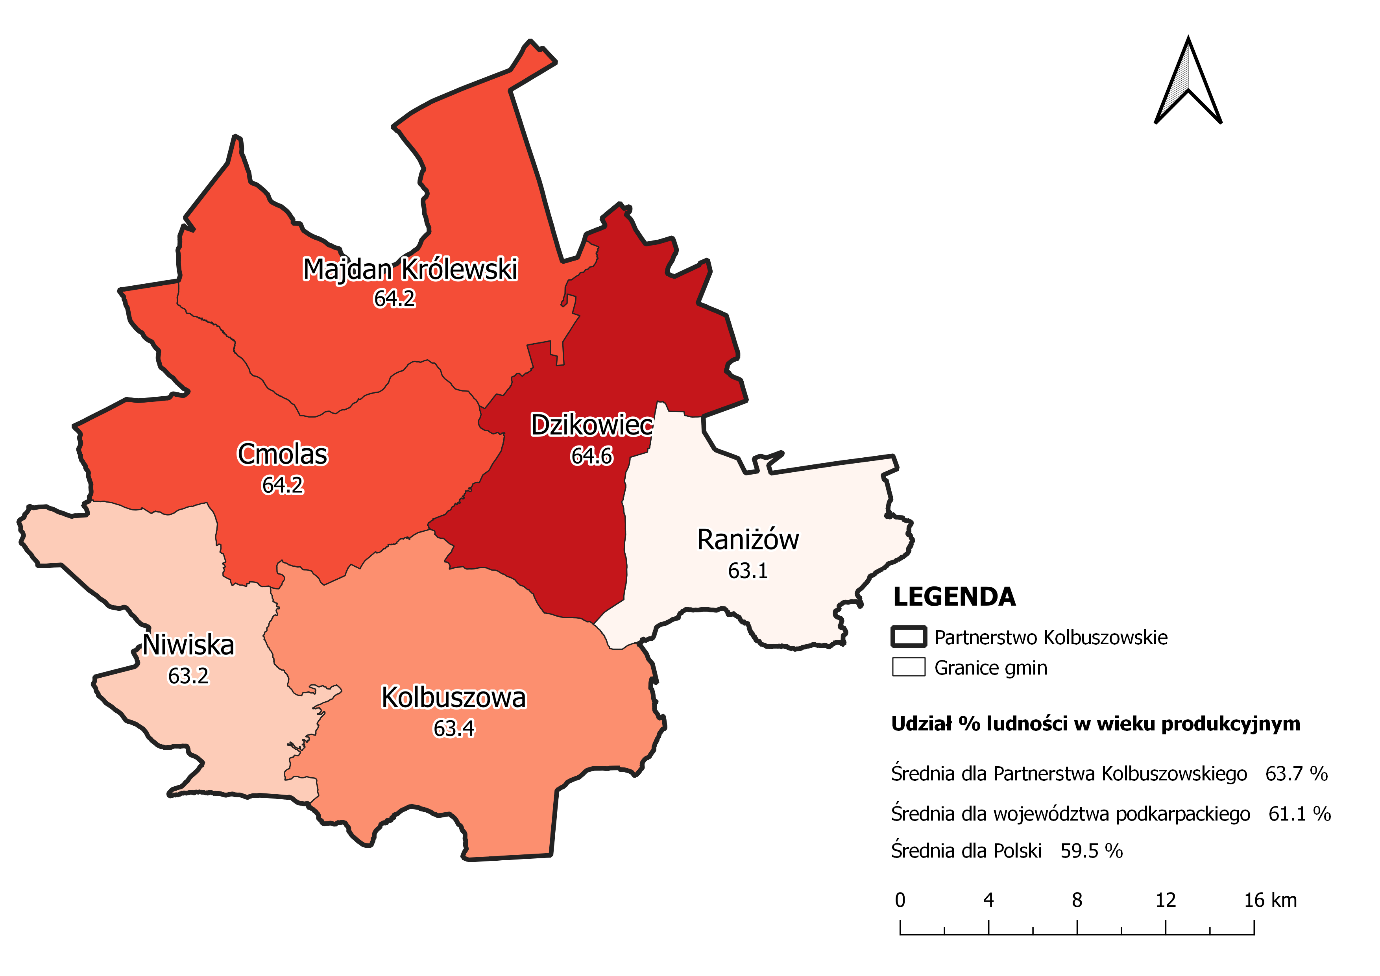 Majdan Królewski
64.2
Dzikowiec
64.6
Cmolas
64.2
Raniżów
63.1
Niwiska
63.2
Kolbuszowa
63.4
LEGENDA
Partnerstwo Kolbuszowskie
Granice gmin
Udział % ludności w wieku produkcyjnym
Średnia dla Partnerstwa Kolbuszowskiego 63.7 %
Średnia dla województwa podkarpackiego 61.1 %
Średnia dla Polski 59.5 %
0 4 8 12 16 km